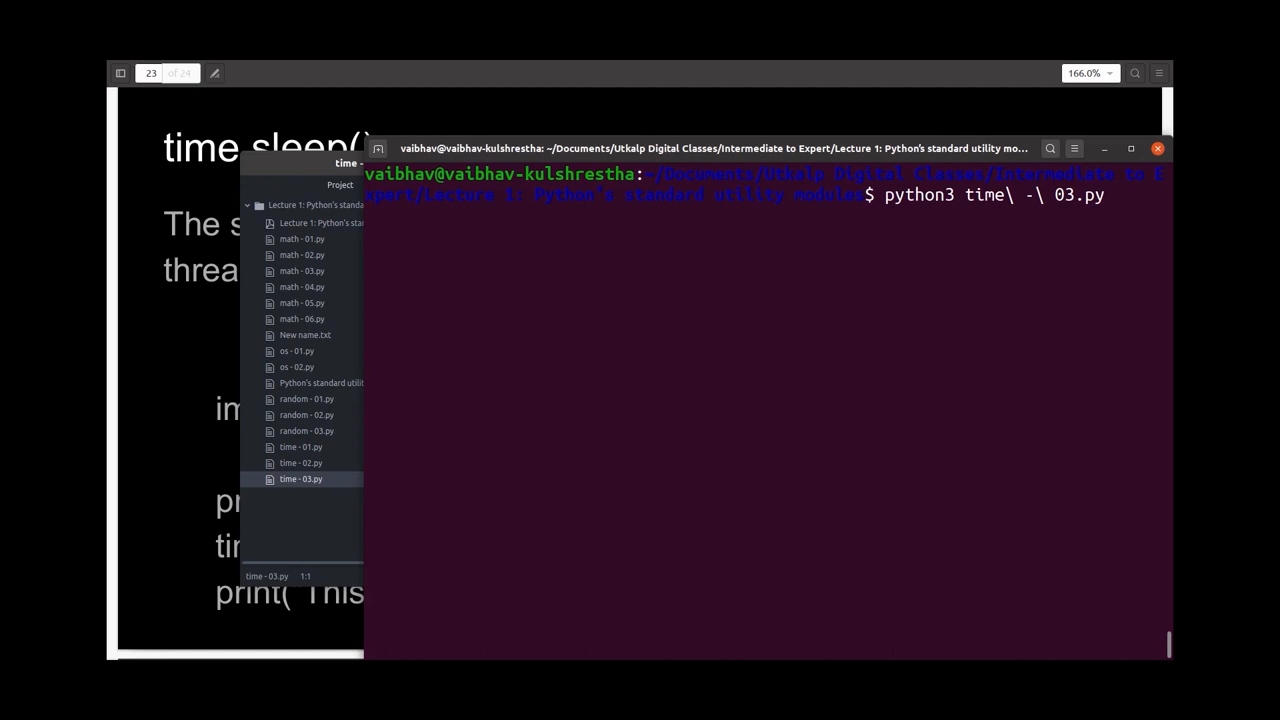 23 of 24
166.0%
time.sleep()
vaibhav@vaibhav-kulshrestha: ~/Documents/Utkalp Digital Classes/Intermediate to Expert/Lecture 1: Python's standard utility mo...
time -
Project
vaibhav@vaibhav-kulshrestha:~/Documents/Utkalp Digital Classes/Intermediate to E
xpert/Lecture 1: Python's standard utility modules$ python3 time\ -\ 03.py
Lecture 1: Python's standa
Lecture 1: Python's stan
math - 01.py
math - 02.py
math - 03.py
math - 04.py
math - 05.py
math - 06.py
New name.txt
os - 01.py
os - 02.py
Python's standard utilit
random - 01.py
random - 02.py
random - 03.py
time - 01.py
time - 02.py
time - 03.py
time - 03.py 1:1
The s
threa
im
pr
tim
print("This